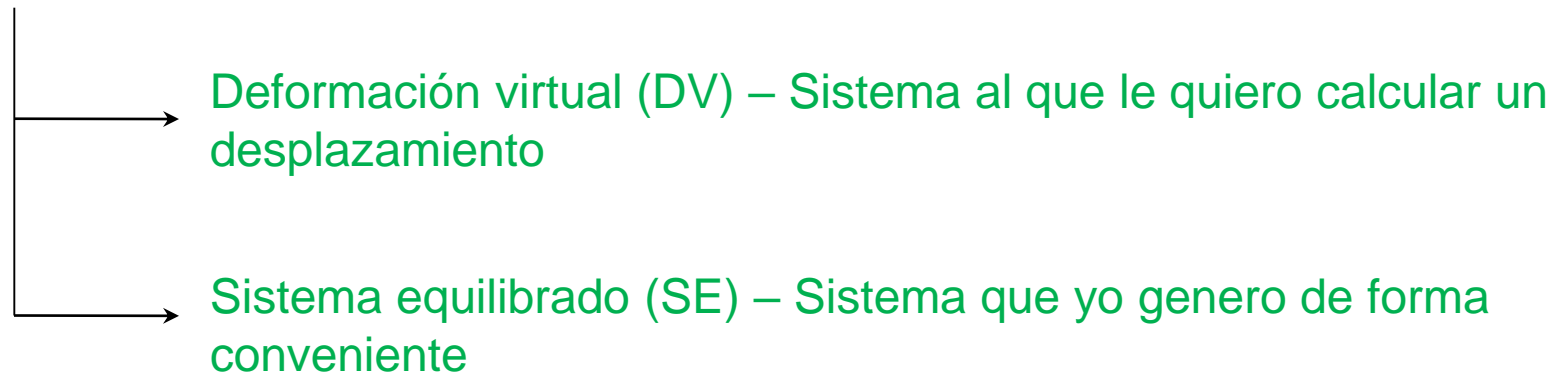 Deformación virtual (DV) – Sistema al que le quiero calcular un
desplazamiento
Sistema equilibrado (SE) – Sistema que yo genero de forma
conveniente